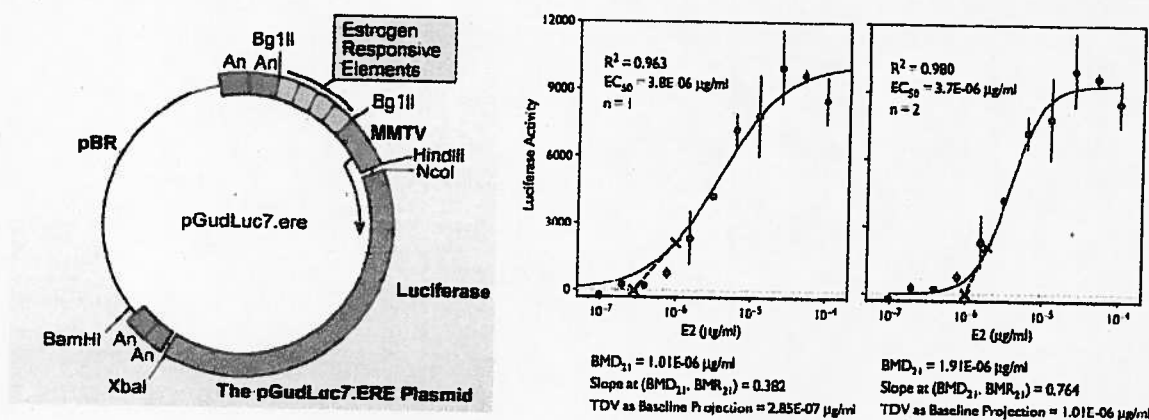 Estrogen
Responsive
Elements
Bg1II
An An
Bg1II
MMTV
HindIII
NcoI
pBR
pGudLuc7.ere
Luciferase
BamHI
An
An
XbaI
The pGudLuc7.ERE Plasmid
12000
9000
6000
3000
0
Luciferase Activity
R² = 0.963
EC₅₀ = 3.8E 06 µg/ml
n = 1
10⁻⁷ 10⁻⁶ 10⁻⁵ 10⁻⁴
E2 (µg/ml)
BMD₂₁ = 1.01E-06 µg/ml
Slope at (BMD₂₁, BMR₂₁) = 0.382
TDV as Baseline Projection = 2.85E-07 µg/ml
R² = 0.980
EC₅₀ = 3.7E-06 µg/ml
n = 2
10⁻⁷ 10⁻⁶ 10⁻⁵ 10⁻⁴
E2 (µg/ml)
BMD₂₁ = 1.91E-06 µg/ml
Slope at (BMD₂₁, BMR₂₁) = 0.764
TDV as Baseline Projection = 1.01E-06 µg/ml